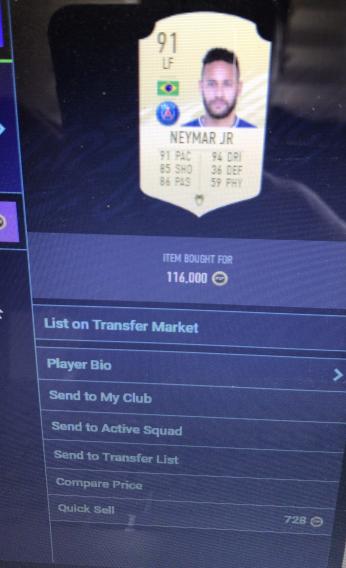 91
LF
NEYMAR JR
91 PAC 94 DRI
85 SHO 36 DEF
86 PAS 59 PHY
ITEM BOUGHT FOR
116,000
List on Transfer Market
Player Bio
Send to My Club
Send to Active Squad
Send to Transfer List
Compare Price
Quick Sell 728